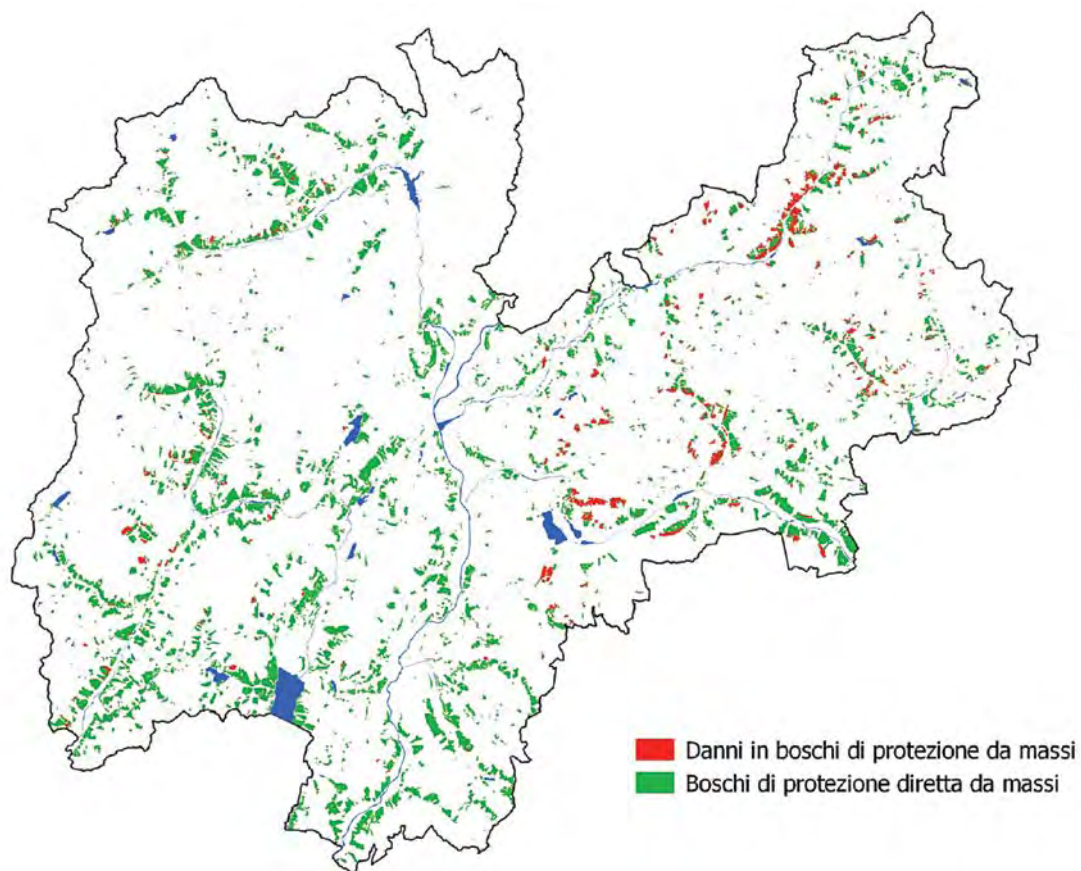 Danni in boschi di protezione da massi
Boschi di protezione diretta da massi